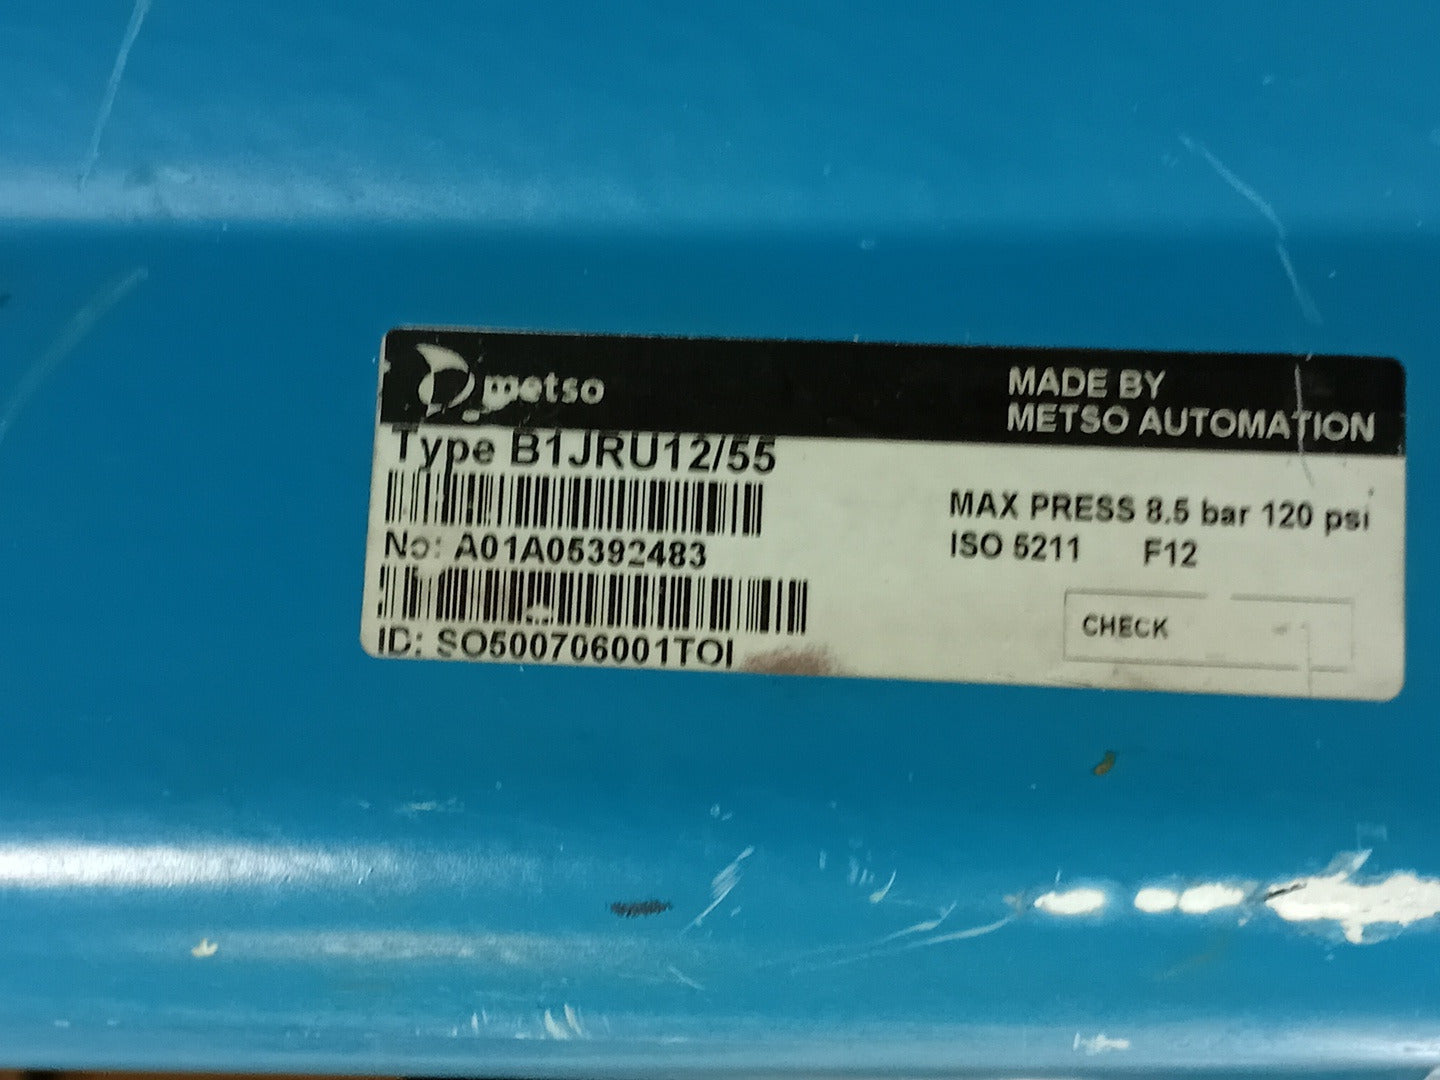 metso
MADE BY
METSO AUTOMATION
Type B1JRU12/55
No: A01A05392483
ID: SO500706001TOI
MAX PRESS 8.5 bar 120 psi
ISO 5211 F12
CHECK